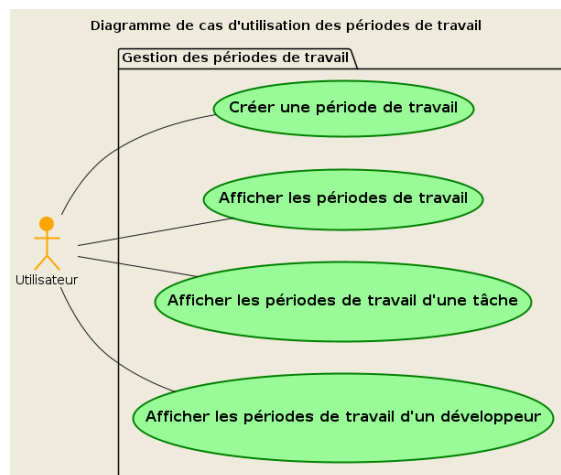 Diagramme de cas d'utilisation des périodes de travail
Gestion des périodes de travail
Créer une période de travail
Afficher les périodes de travail
Utilisateur
Afficher les périodes de travail d'une tâche
Afficher les périodes de travail d'un développeur